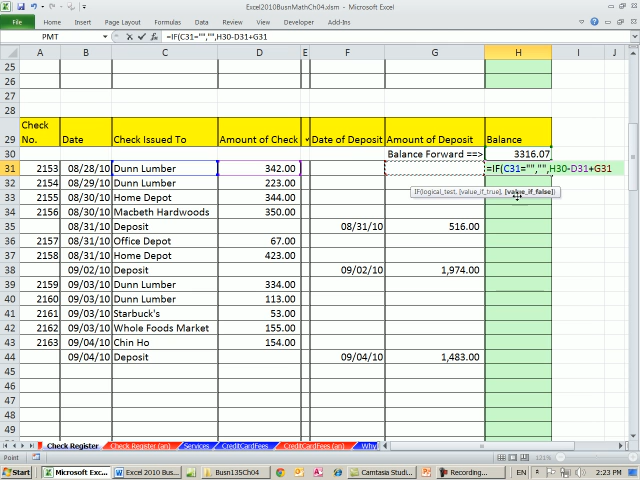 Excel2010BusnMathCh04.xlsm - Microsoft Excel
File Home Insert Page Layout Formulas Data Review View Developer Add-Ins
PMT =IF(C31="","",H30-D31+G31
A B C D E F G H I J
25
26
27
28
29 Check No. Date Check Issued To Amount of Check Date of Deposit Amount of Deposit Balance
30 Balance Forward ==> 3316.07
31 2153 08/28/10 Dunn Lumber 342.00 =IF(C31="","",H30-D31+G31
IF(logical_test, [value_if_true], [value_if_false])
32 2154 08/29/10 Dunn Lumber 223.00
33 2155 08/30/10 Home Depot 344.00
34 2156 08/30/10 Macbeth Hardwoods 350.00
35 08/31/10 Deposit 08/31/10 516.00
36 2157 08/31/10 Office Depot 67.00
37 2158 08/31/10 Home Depot 423.00
38 09/02/10 Deposit 09/02/10 1,974.00
39 2159 09/03/10 Dunn Lumber 334.00
40 2160 09/03/10 Dunn Lumber 113.00
41 2161 09/03/10 Starbuck's 53.00
42 2162 09/03/10 Whole Foods Market 155.00
43 2163 09/04/10 Chin Ho 154.00
44 09/04/10 Deposit 09/04/10 1,483.00
45
46
47
48
49
Check Register Check Register (an) Services CreditCardFees CreditCardFees (an) Why
Point 121%
Start Microsoft Exc... Excel 2010 Bus... Busn135Ch04 Camtasia Studi... Recording... EN 2:23 PM